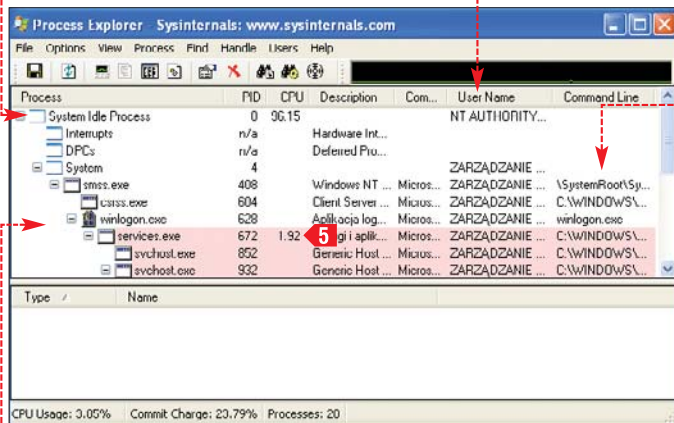 Process Explorer - Sysinternals: www.sysinternals.com
File Options View Process Find Handle Users Help
Process PID CPU Description Com... User Name Command Line
System Idle Process 0 96.15 NT AUTHORITY...
Interrupts n/a Hardware Int...
DPCs n/a Deferred Pro...
System 4 ZARZĄDZANIE ...
smss.exe 408 Windows NT ... Micros... ZARZĄDZANIE ... \SystemRoot\Sy...
csrss.exe 604 Client Server ... Micros... ZARZĄDZANIE ... C:\WINDOWS\...
winlogon.exe 628 Aplikacja log... Micros... ZARZĄDZANIE ... winlogon.exe
services.exe 672 1.92 5 gi i aplik... Micros... ZARZĄDZANIE ... C:\WINDOWS\...
svchost.exe 852 Generic Host ... Micros... ZARZĄDZANIE ... C:\WINDOWS\...
svchost.exe 932 Generic Host ... Micros... ZARZĄDZANIE ... C:\WINDOWS\...
Type / Name
CPU Usage: 3.85% Commit Charge: 23.79% Processes: 20